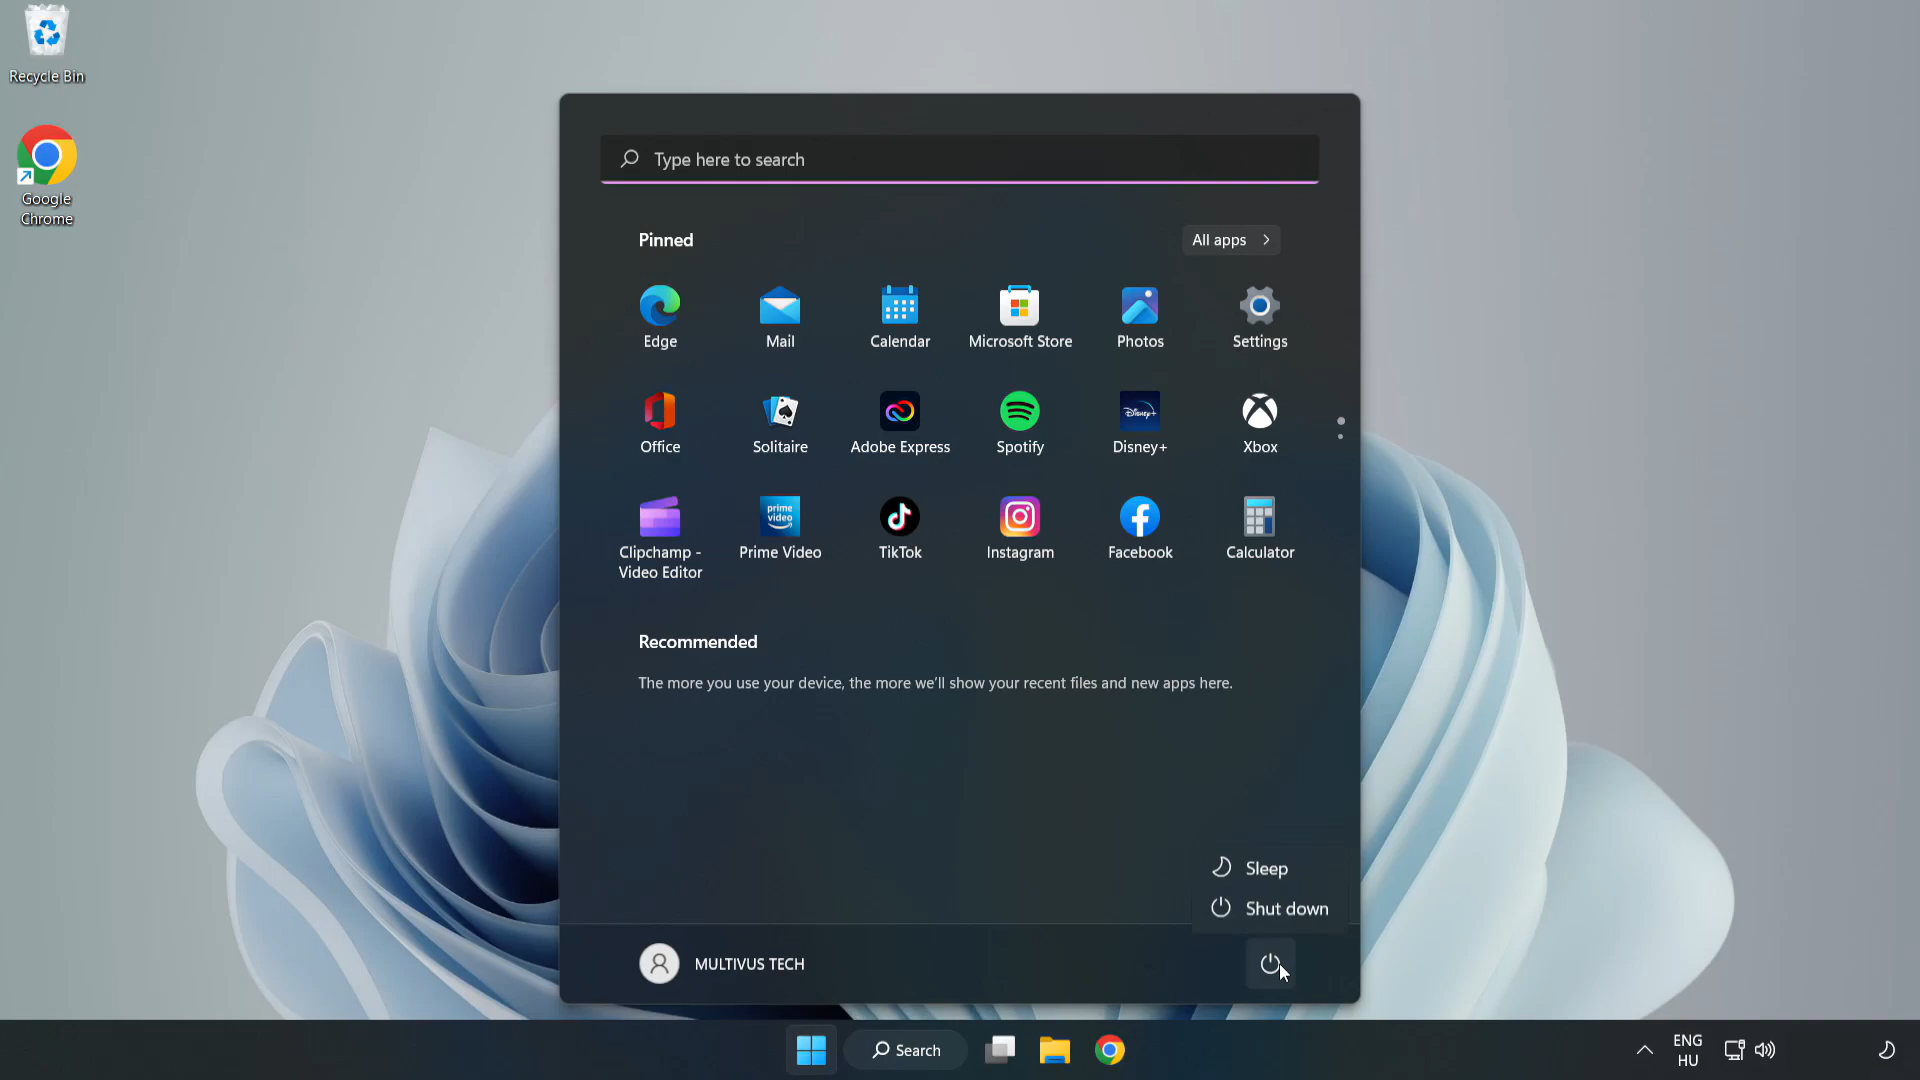 Recycle Bin
Google
Chrome
Type here to search
Pinned
All apps
Edge
Mail
Calendar
Microsoft Store
Photos
Settings
Office
Solitaire
Adobe Express
Spotify
Disney+
Disney+
Xbox
prime
video
Clipchamp -
Video Editor
Prime Video
TikTok
Instagram
Facebook
Calculator
Recommended
The more you use your device, the more we'll show your recent files and new apps here.
Sleep
Shut down
MULTIVUS TECH
Search
ENG
HU